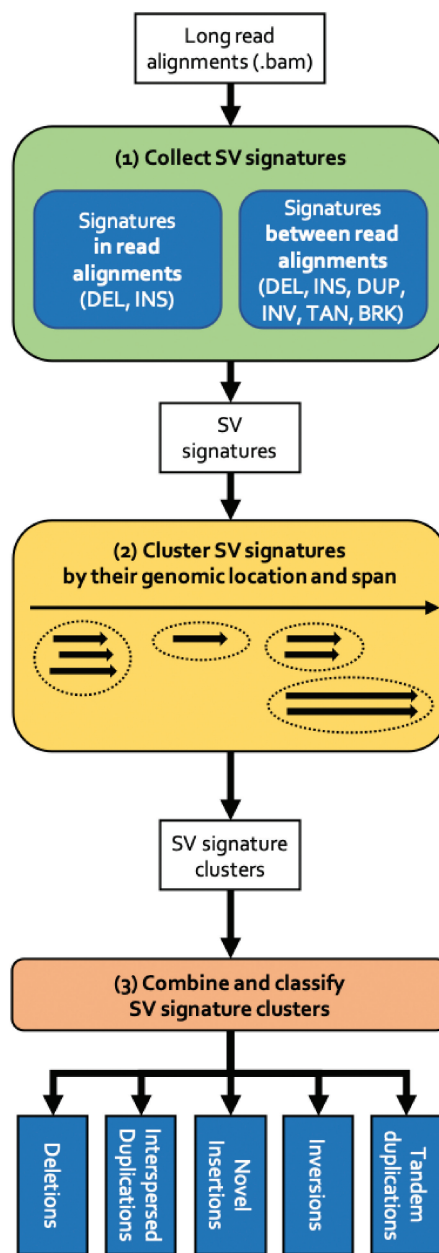 Long read
alignments (.bam)
(1) Collect SV signatures
Signatures
in read
alignments
(DEL, INS)
Signatures
between read
alignments
(DEL, INS, DUP,
INV, TAN, BRK)
SV
signatures
(2) Cluster SV signatures
by their genomic location and span
SV signature
clusters
(3) Combine and classify
SV signature clusters
Deletions
Interspersed
Duplications
Novel
Insertions
Inversions
Tandem
duplications